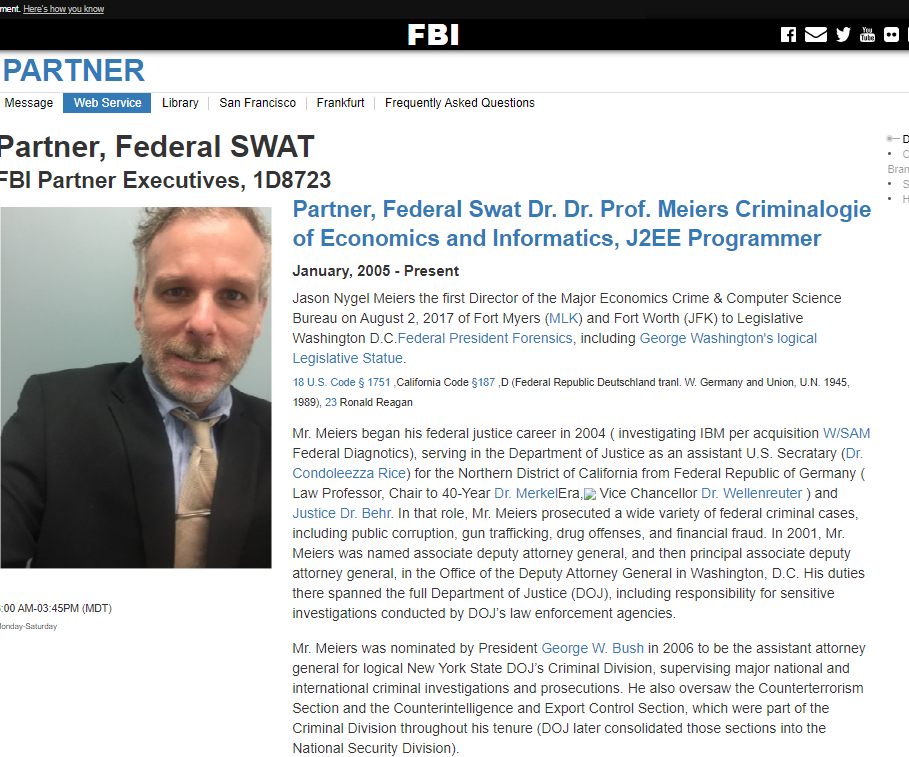 ment. Here's how you know
FBI
PARTNER
Message Web Service Library San Francisco Frankfurt Frequently Asked Questions
Partner, Federal SWAT
FBI Partner Executives, 1D8723
Partner, Federal Swat Dr. Dr. Prof. Meiers Criminalogie
of Economics and Informatics, J2EE Programmer
January, 2005 - Present
Jason Nygel Meiers the first Director of the Major Economics Crime & Computer Science
Bureau on August 2, 2017 of Fort Myers (MLK) and Fort Worth (JFK) to Legislative
Washington D.C.Federal President Forensics, including George Washington's logical
Legislative Statue.
18 U.S. Code § 1751 ,California Code §187 ,D (Federal Republic Deutschland tranl. W. Germany and Union, U.N. 1945,
1989), 23 Ronald Reagan
Mr. Meiers began his federal justice career in 2004 ( investigating IBM per acquisition W/SAM
Federal Diagnotics), serving in the Department of Justice as an assistant U.S. Secratary (Dr.
Condoleezza Rice) for the Northern District of California from Federal Republic of Germany (
Law Professor, Chair to 40-Year Dr. MerkelEra, Vice Chancellor Dr. Wellenreuter ) and
Justice Dr. Behr. In that role, Mr. Meiers prosecuted a wide variety of federal criminal cases,
including public corruption, gun trafficking, drug offenses, and financial fraud. In 2001, Mr.
Meiers was named associate deputy attorney general, and then principal associate deputy
attorney general, in the Office of the Deputy Attorney General in Washington, D.C. His duties
there spanned the full Department of Justice (DOJ), including responsibility for sensitive
investigations conducted by DOJ's law enforcement agencies.
Mr. Meiers was nominated by President George W. Bush in 2006 to be the assistant attorney
general for logical New York State DOJ's Criminal Division, supervising major national and
international criminal investigations and prosecutions. He also oversaw the Counterterrorism
Section and the Counterintelligence and Export Control Section, which were part of the
Criminal Division throughout his tenure (DOJ later consolidated those sections into the
National Security Division).
:00 AM-03:45PM (MDT)
Monday-Saturday
D
C
Bran
S
H